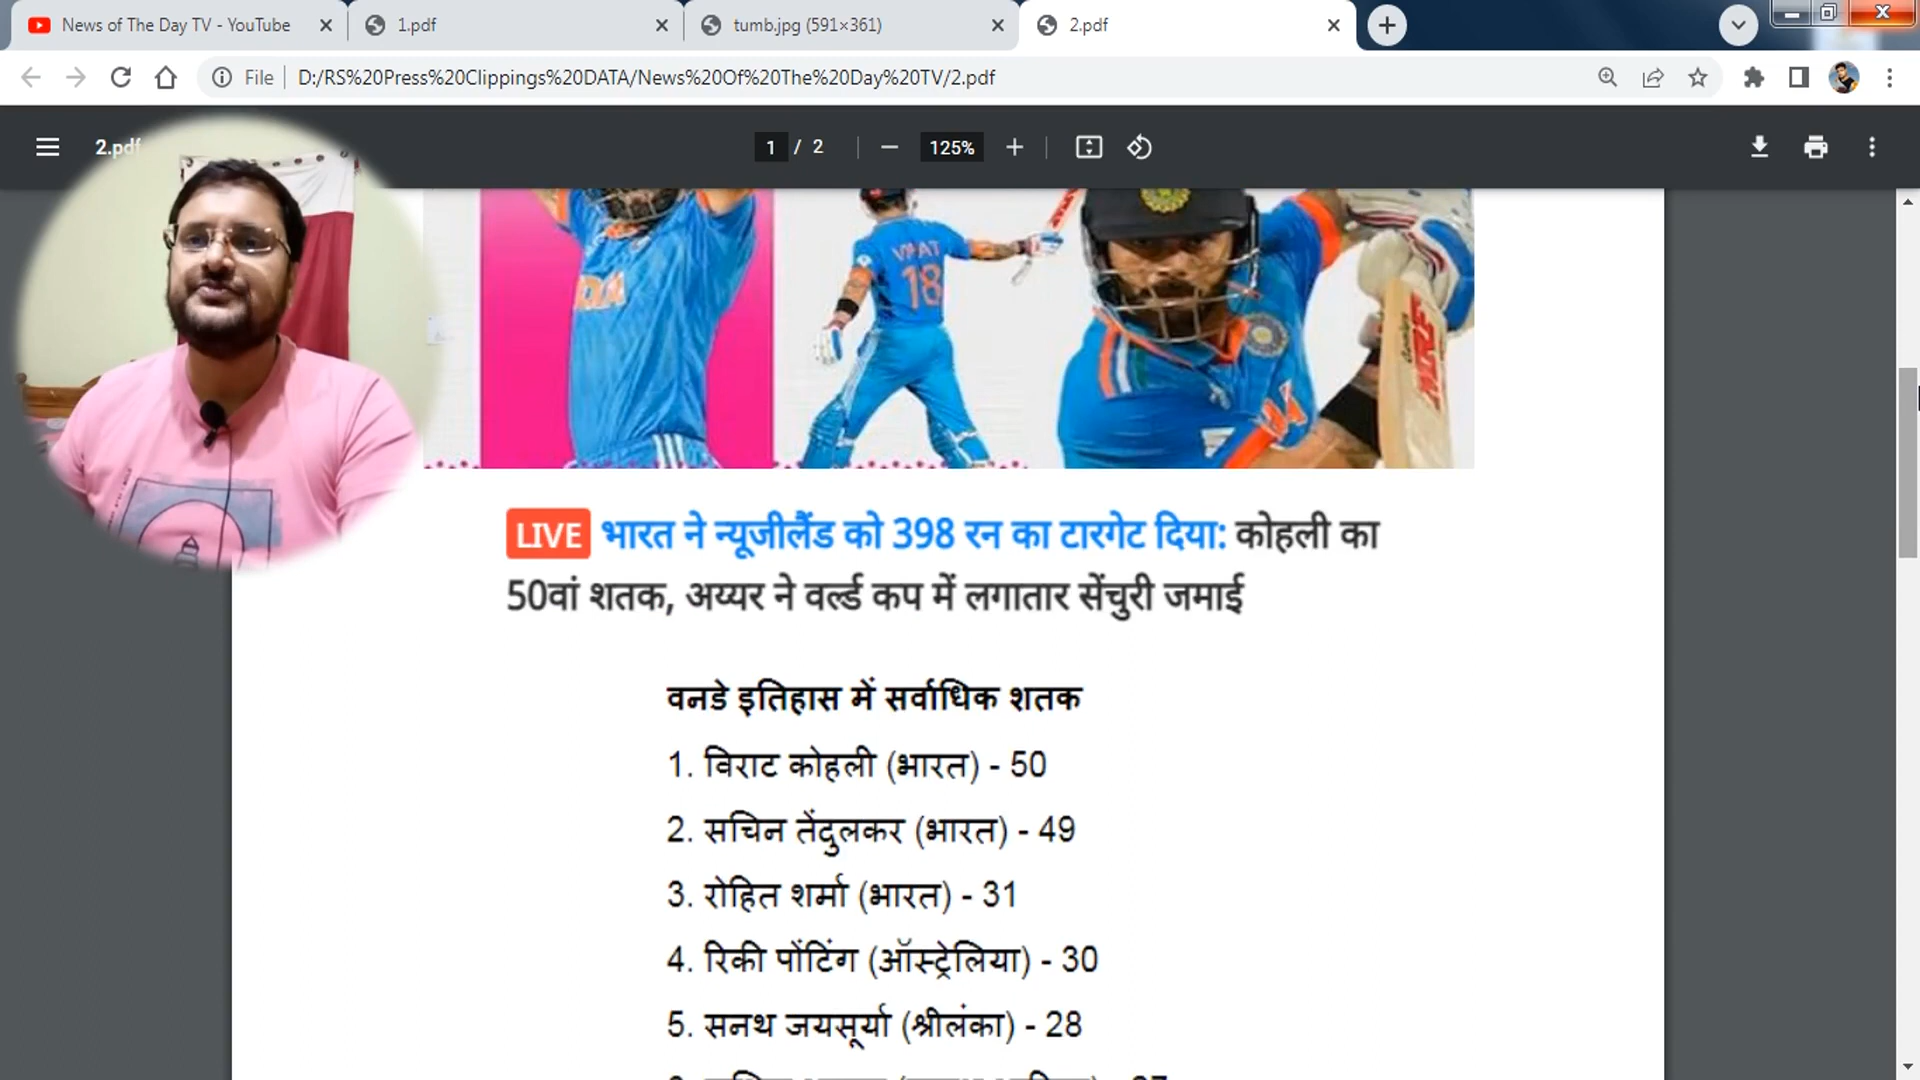 News of The Day TV - YouTube
1.pdf
tumb.jpg (591×361)
2.pdf
File
D:/RS%20Press%20Clippings%20DATA/News%20Of%20The%20Day%20TV/2.pdf
2.pdf
1 / 2
125%
18
MRF
LIVE भारत ने न्यूजीलैंड को 398 रन का टारगेट दिया: कोहली का
50वां शतक, अय्यर ने वर्ल्ड कप में लगातार सेंचुरी जमाई
वनडे इतिहास में सर्वाधिक शतक
1. विराट कोहली (भारत) - 50
2. सचिन तेंदुलकर (भारत) - 49
3. रोहित शर्मा (भारत) - 31
4. रिकी पोंटिंग (ऑस्ट्रेलिया) - 30
5. सनथ जयसूर्या (श्रीलंका) - 28